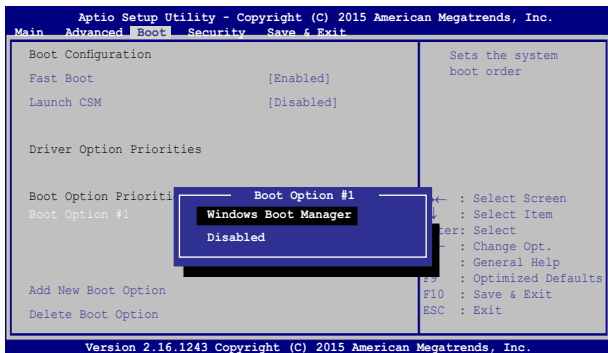 Aptio Setup Utility - Copyright (C) 2015 American Megatrends, Inc.
Main Advanced Boot Security Save & Exit
Boot Configuration
Fast Boot [Enabled]
Launch CSM [Disabled]
Driver Option Priorities
Boot Option Prioriti
Boot Option #1
Add New Boot Option
Delete Boot Option
Boot Option #1
Windows Boot Manager
Disabled
Sets the system
boot order
→← : Select Screen
: Select Item
er: Select
: Change Opt.
: General Help
F9 : Optimized Defaults
F10 : Save & Exit
ESC : Exit
Version 2.16.1243 Copyright (C) 2015 American Megatrends, Inc.